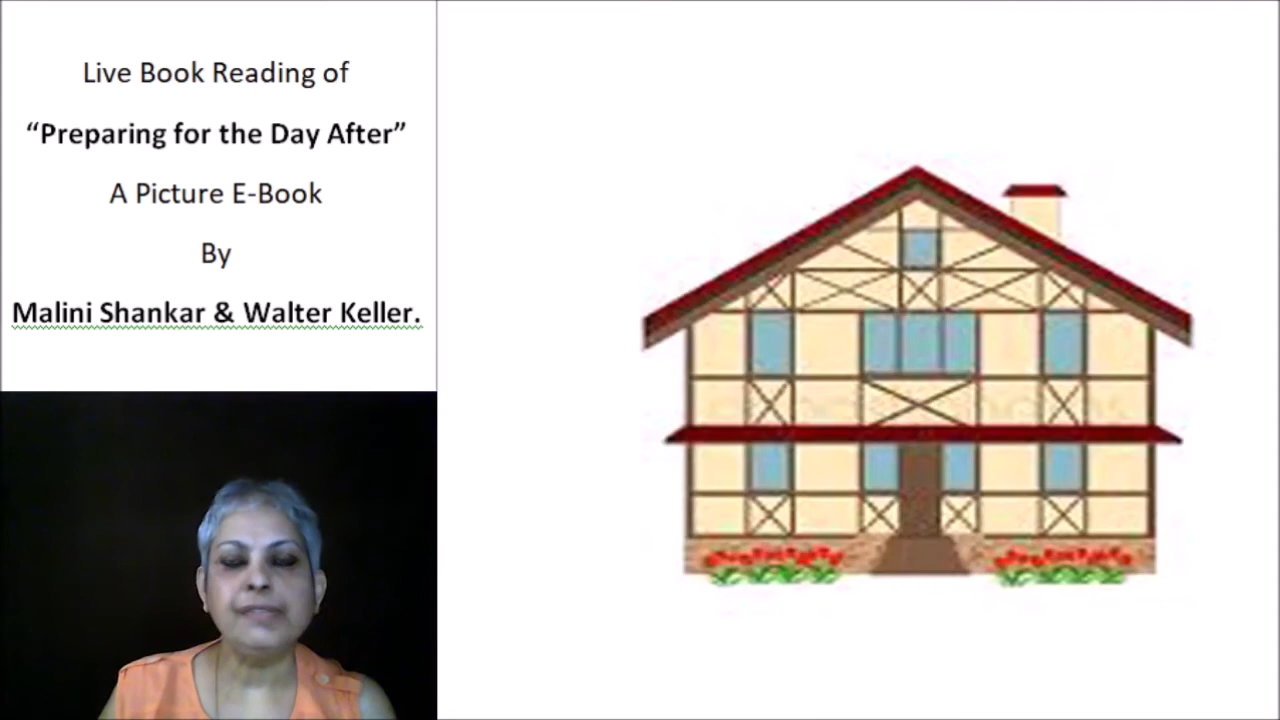 Live Book Reading of
“Preparing for the Day After”
A Picture E-Book
By
Malini Shankar & Walter Keller.